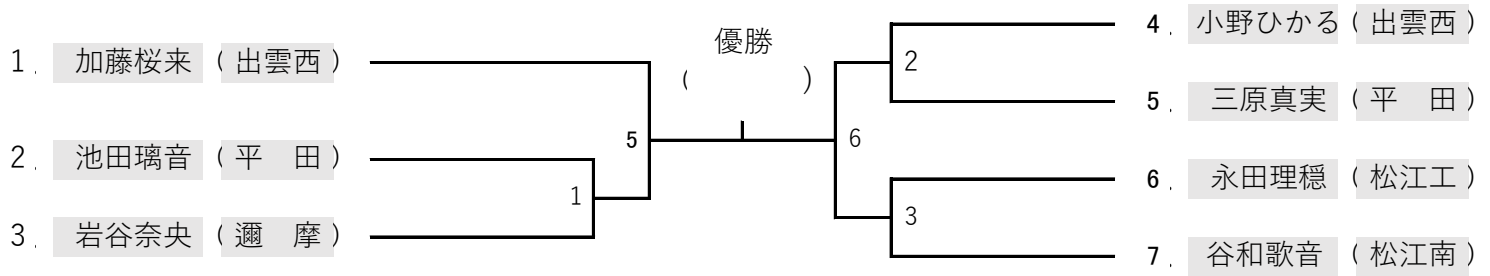 1. 加藤桜来 (出雲西)
2. 池田璃音 (平　田)
3. 岩谷奈央 (邇　摩)
5
1
優勝
(　　　)
6
2
3
4. 小野ひかる (出雲西)
5. 三原真実 (平　田)
6. 永田理穏 (松江工)
7. 谷和歌音 (松江南)